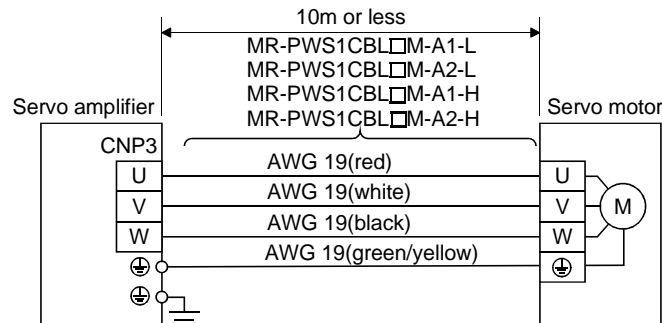 10m or less
MR-PWS1CBL□M-A1-L
MR-PWS1CBL□M-A2-L
MR-PWS1CBL□M-A1-H
MR-PWS1CBL□M-A2-H
Servo amplifier
Servo motor
CNP3
U
AWG 19(red)
U
V
AWG 19(white)
V
M
W
AWG 19(black)
W
AWG 19(green/yellow)